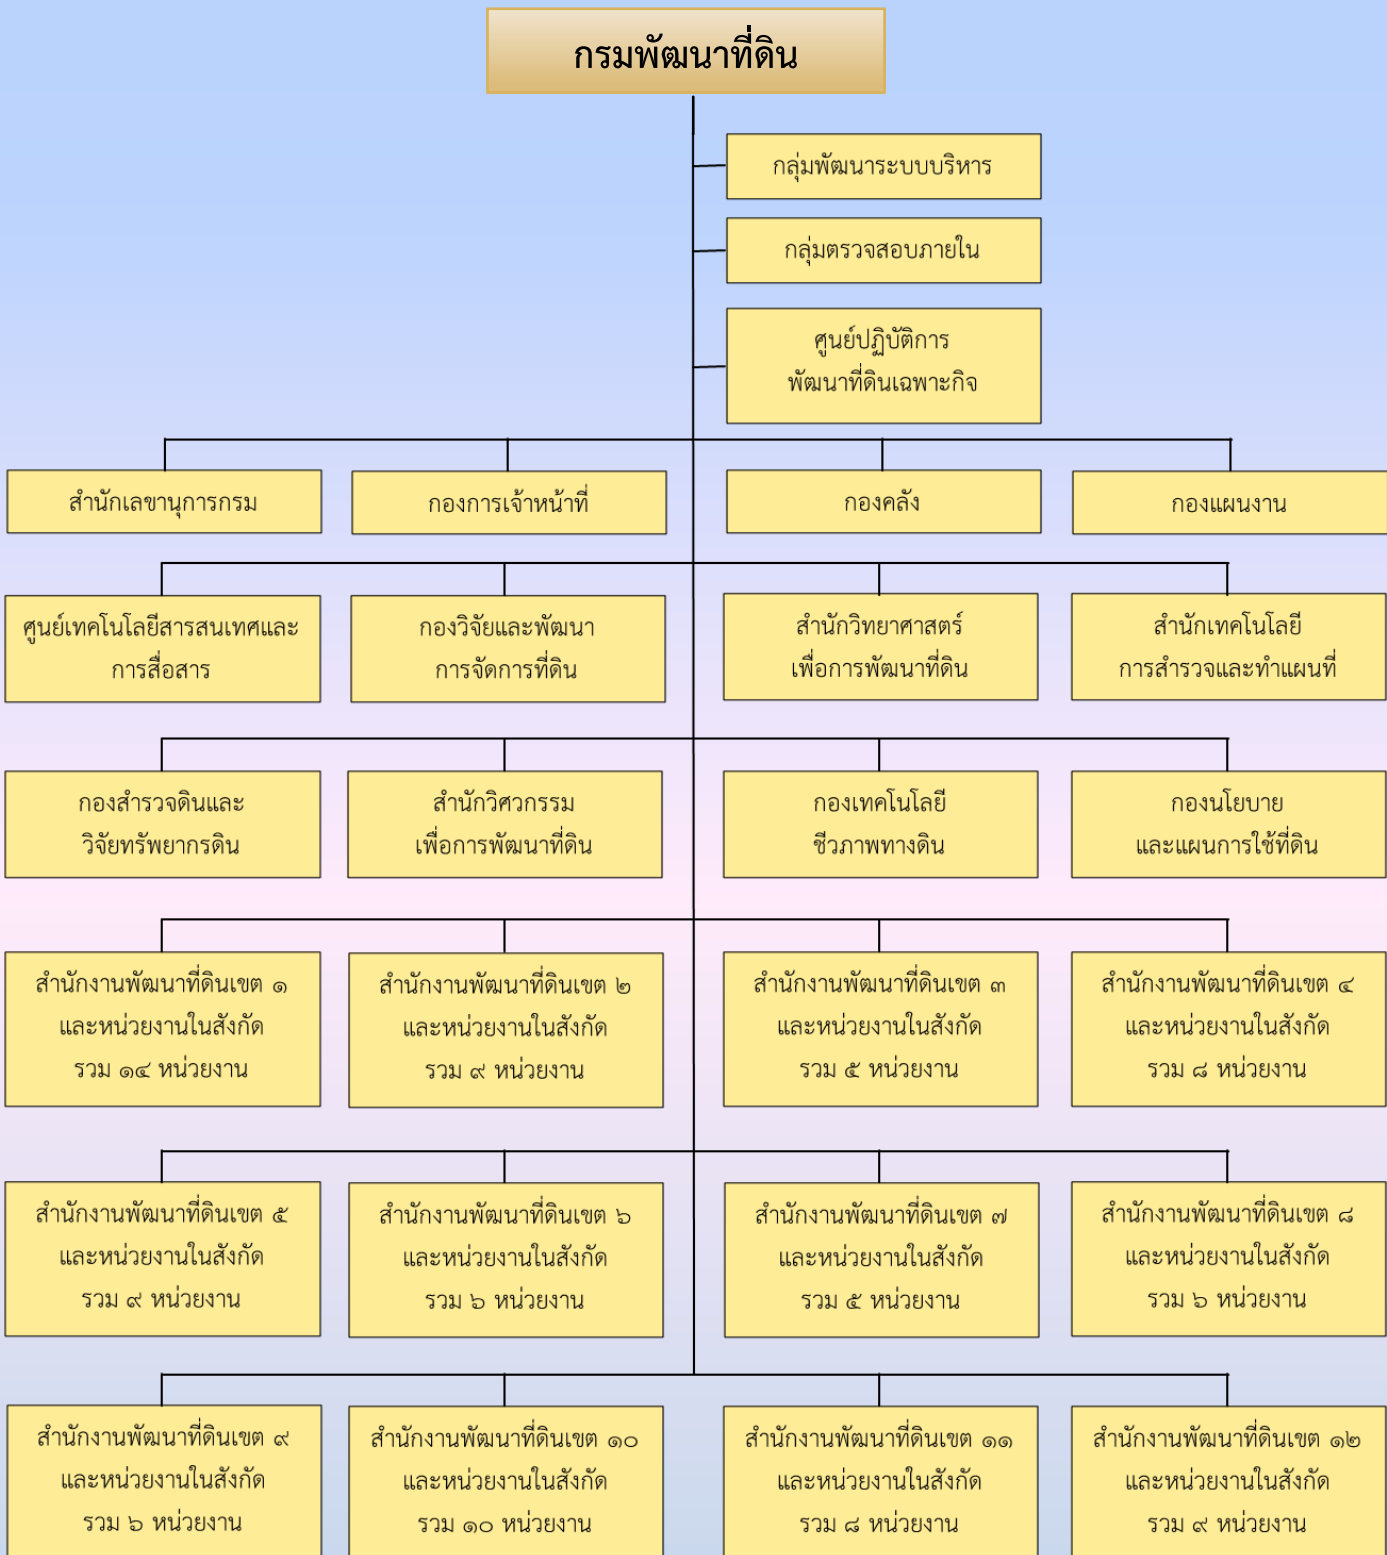 กรมพัฒนาที่ดิน
กลุ่มพัฒนาระบบบริหาร
กลุ่มตรวจสอบภายใน
ศูนย์ปฏิบัติการ
พัฒนาที่ดินเฉพาะกิจ
สำนักเลขานุการกรม
กองการเจ้าหน้าที่
กองคลัง
กองแผนงาน
ศูนย์เทคโนโลยีสารสนเทศและ
การสื่อสาร
กองวิจัยและพัฒนา
การจัดการที่ดิน
สำนักวิทยาศาสตร์
เพื่อการพัฒนาที่ดิน
สำนักเทคโนโลยี
การสำรวจและทำแผนที่
กองสำรวจดินและ
วิจัยทรัพยากรดิน
สำนักวิศวกรรม
เพื่อการพัฒนาที่ดิน
กองเทคโนโลยี
ชีวภาพทางดิน
กองนโยบาย
และแผนการใช้ที่ดิน
สำนักงานพัฒนาที่ดินเขต ๑
และหน่วยงานในสังกัด
รวม ๑๔ หน่วยงาน
สำนักงานพัฒนาที่ดินเขต ๒
และหน่วยงานในสังกัด
รวม ๙ หน่วยงาน
สำนักงานพัฒนาที่ดินเขต ๓
และหน่วยงานในสังกัด
รวม ๕ หน่วยงาน
สำนักงานพัฒนาที่ดินเขต ๔
และหน่วยงานในสังกัด
รวม ๘ หน่วยงาน
สำนักงานพัฒนาที่ดินเขต ๕
และหน่วยงานในสังกัด
รวม ๙ หน่วยงาน
สำนักงานพัฒนาที่ดินเขต ๖
และหน่วยงานในสังกัด
รวม ๖ หน่วยงาน
สำนักงานพัฒนาที่ดินเขต ๗
และหน่วยงานในสังกัด
รวม ๕ หน่วยงาน
สำนักงานพัฒนาที่ดินเขต ๘
และหน่วยงานในสังกัด
รวม ๖ หน่วยงาน
สำนักงานพัฒนาที่ดินเขต ๙
และหน่วยงานในสังกัด
รวม ๖ หน่วยงาน
สำนักงานพัฒนาที่ดินเขต ๑๐
และหน่วยงานในสังกัด
รวม ๑๐ หน่วยงาน
สำนักงานพัฒนาที่ดินเขต ๑๑
และหน่วยงานในสังกัด
รวม ๘ หน่วยงาน
สำนักงานพัฒนาที่ดินเขต ๑๒
และหน่วยงานในสังกัด
รวม ๙ หน่วยงาน